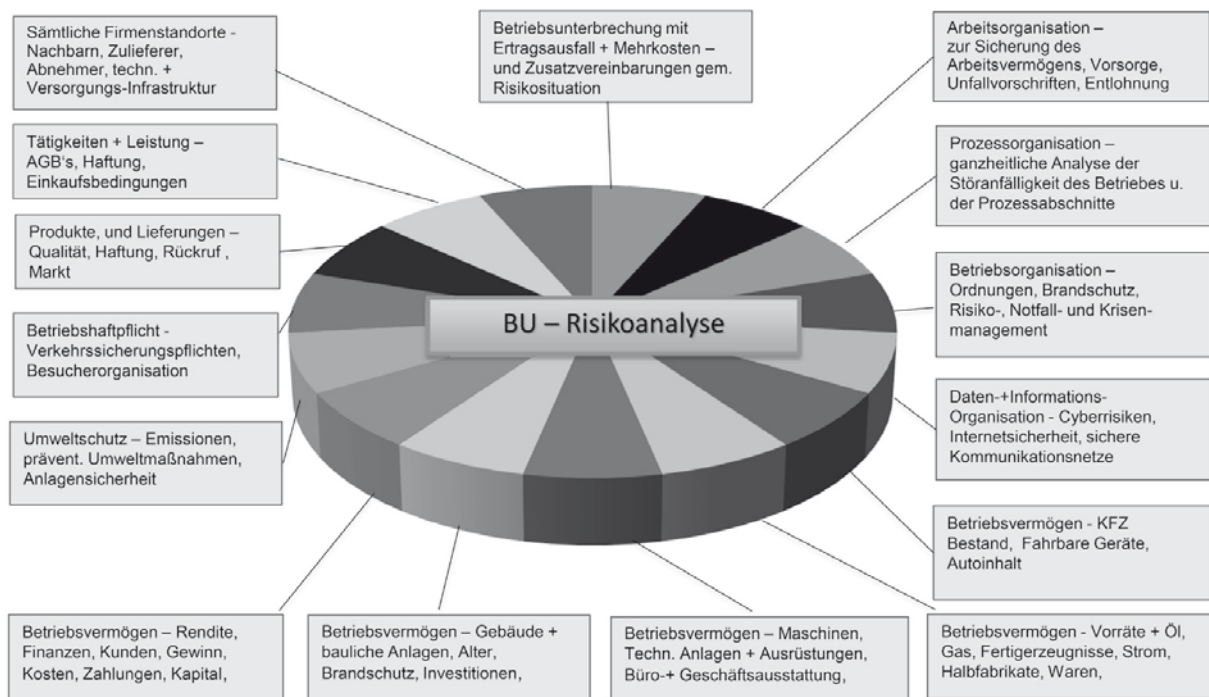 Sämtliche Firmenstandorte -
Nachbarn, Zulieferer,
Abnehmer, techn. +
Versorgungs-Infrastruktur
Betriebsunterbrechung mit
Ertragsausfall + Mehrkosten –
und Zusatzvereinbarungen gem.
Risikosituation
Arbeitsorganisation –
zur Sicherung des
Arbeitsvermögens, Vorsorge,
Unfallvorschriften, Entlohnung
Tätigkeiten + Leistung –
AGB's, Haftung,
Einkaufsbedingungen
Prozessorganisation –
ganzheitliche Analyse der
Störanfälligkeit des Betriebes u.
der Prozessabschnitte
Produkte, und Lieferungen –
Qualität, Haftung, Rückruf ,
Markt
Betriebsorganisation –
Ordnungen, Brandschutz,
Risiko-, Notfall- und Krisen-
management
BU – Risikoanalyse
Betriebshaftpflicht -
Verkehrssicherungspflichten,
Besucherorganisation
Daten-+Informations-
Organisation - Cyberrisiken,
Internetsicherheit, sichere
Kommunikationsnetze
Umweltschutz – Emissionen,
prävent. Umweltmaßnahmen,
Anlagensicherheit
Betriebsvermögen - KFZ
Bestand, Fahrbare Geräte,
Autoinhalt
Betriebsvermögen – Rendite,
Finanzen, Kunden, Gewinn,
Kosten, Zahlungen, Kapital,
Betriebsvermögen – Gebäude +
bauliche Anlagen, Alter,
Brandschutz, Investitionen,
Betriebsvermögen – Maschinen,
Techn. Anlagen + Ausrüstungen,
Büro-+ Geschäftsausstattung,
Betriebsvermögen - Vorräte + Öl,
Gas, Fertigerzeugnisse, Strom,
Halbfabrikate, Waren,